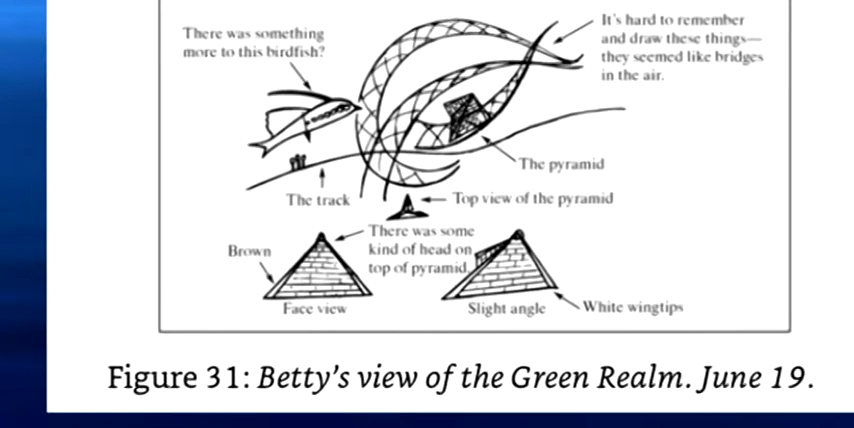 There was something
more to this birdfish?
It's hard to remember
and draw these things—
they seemed like bridges
in the air.
The pyramid
The track
Top view of the pyramid
There was some
kind of head on
top of pyramid.
Brown
Face view
Slight angle
White wingtips
Figure 31: Betty's view of the Green Realm. June 19.